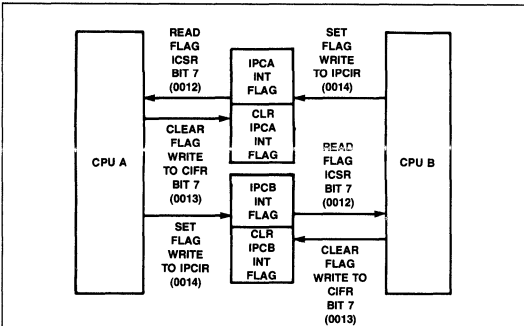 READ
FLAG
ICSR
BIT 7
(0012)
IPCA
INT
FLAG
SET
FLAG
WRITE
TO IPCIR
(0014)
CLEAR
FLAG
WRITE
TO CIFR
BIT 7
(0013)
CLR
IPCA
INT
FLAG
CPU A
CPU B
READ
FLAG
ICSR
BIT 7
(0012)
IPCB
INT
FLAG
SET
FLAG
WRITE
TO IPCIR
(0014)
CLR
IPCB
INT
FLAG
CLEAR
FLAG
WRITE TO
CIFR
BIT 7
(0013)